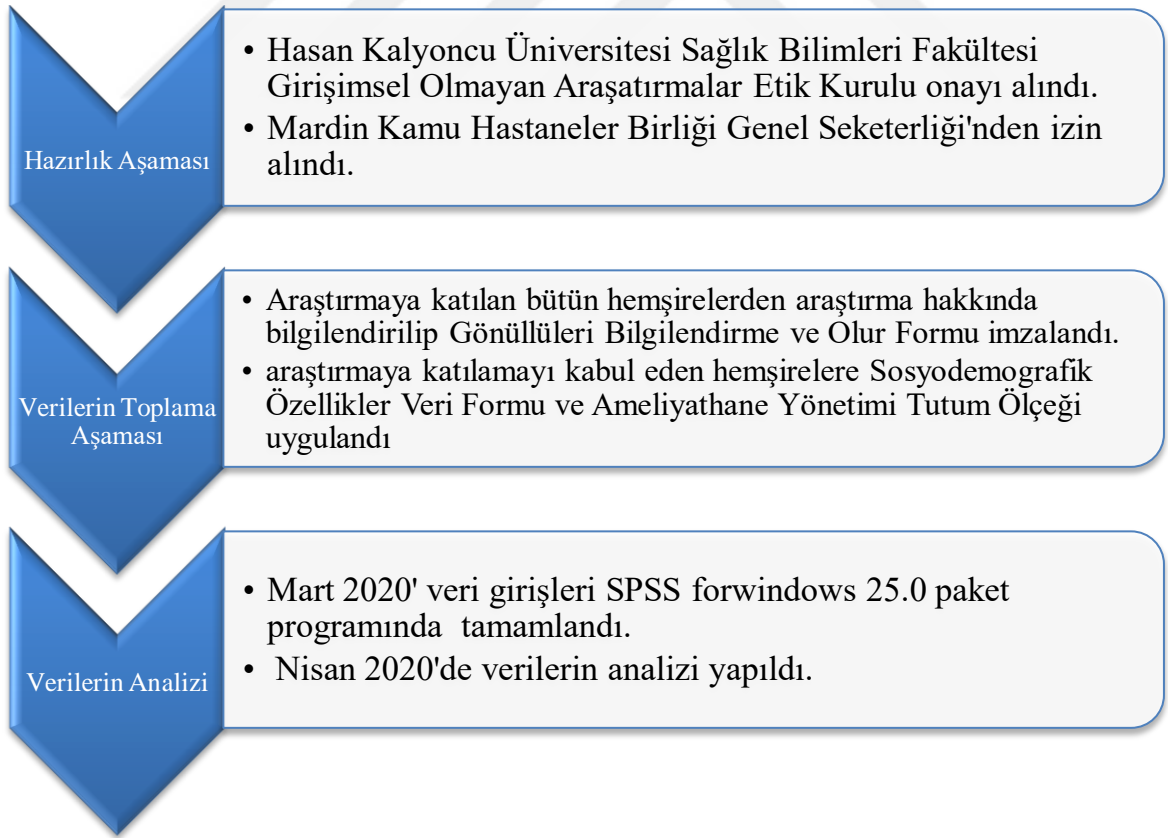 Hazırlık Aşaması
• Hasan Kalyoncu Üniversitesi Sağlık Bilimleri Fakültesi
Girişimsel Olmayan Araşatırmalar Etik Kurulu onayı alındı.
• Mardin Kamu Hastaneler Birliği Genel Seketerliği'nden izin
alındı.
Verilerin Toplama
Aşaması
• Araştırmaya katılan bütün hemşirelerden araştırma hakkında
bilgilendirilip Gönüllüleri Bilgilendirme ve Olur Formu imzalandı.
• araştırmaya katılamayı kabul eden hemşirelere Sosyodemografik
Özellikler Veri Formu ve Ameliyathane Yönetimi Tutum Ölçeği
uygulandı
Verilerin Analizi
• Mart 2020' veri girişleri SPSS forwindows 25.0 paket
programında tamamlandı.
• Nisan 2020'de verilerin analizi yapıldı.